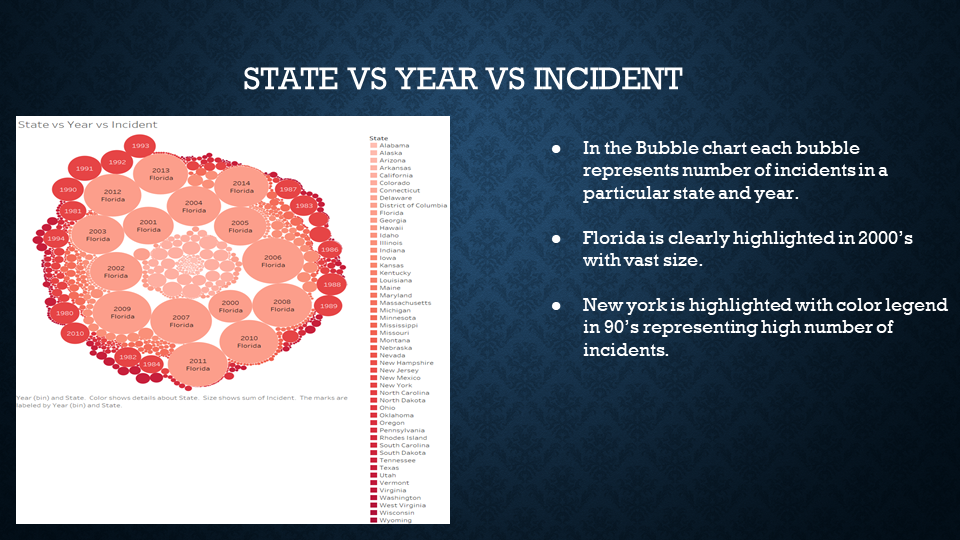 STATE VS YEAR VS INCIDENT
State vs Year vs Incident
1993
1992
1991
2013
Florida
1990
2012
Florida
2014
Florida
1987
2004
Florida
1983
1981
2001
Florida
2005
Florida
2003
Florida
1994
1986
2006
Florida
2002
Florida
1988
2000
Florida
2008
Florida
1989
2009
Florida
2007
Florida
1980
2010
2010
Florida
1982
1984
2011
Florida
Year (bin) and State. Color shows details about State. Size shows sum of Incident. The marks are
labeled by Year (bin) and State.
State
Alabama
Alaska
Arizona
Arkansas
California
Colorado
Connecticut
Delaware
District of Columbia
Florida
Georgia
Hawaii
Idaho
Illinois
Indiana
Iowa
Kansas
Kentucky
Louisiana
Maine
Maryland
Massachusetts
Michigan
Minnesota
Mississippi
Missouri
Montana
Nebraska
Nevada
New Hampshire
New Jersey
New Mexico
New York
North Carolina
North Dakota
Ohio
Oklahoma
Oregon
Pennsylvania
Rhodes Island
South Carolina
South Dakota
Tennessee
Texas
Utah
Vermont
Virginia
Washington
West Virginia
Wisconsin
Wyoming
● In the Bubble chart each bubble
represents number of incidents in a
particular state and year.
● Florida is clearly highlighted in 2000's
with vast size.
● New york is highlighted with color legend
in 90's representing high number of
incidents.